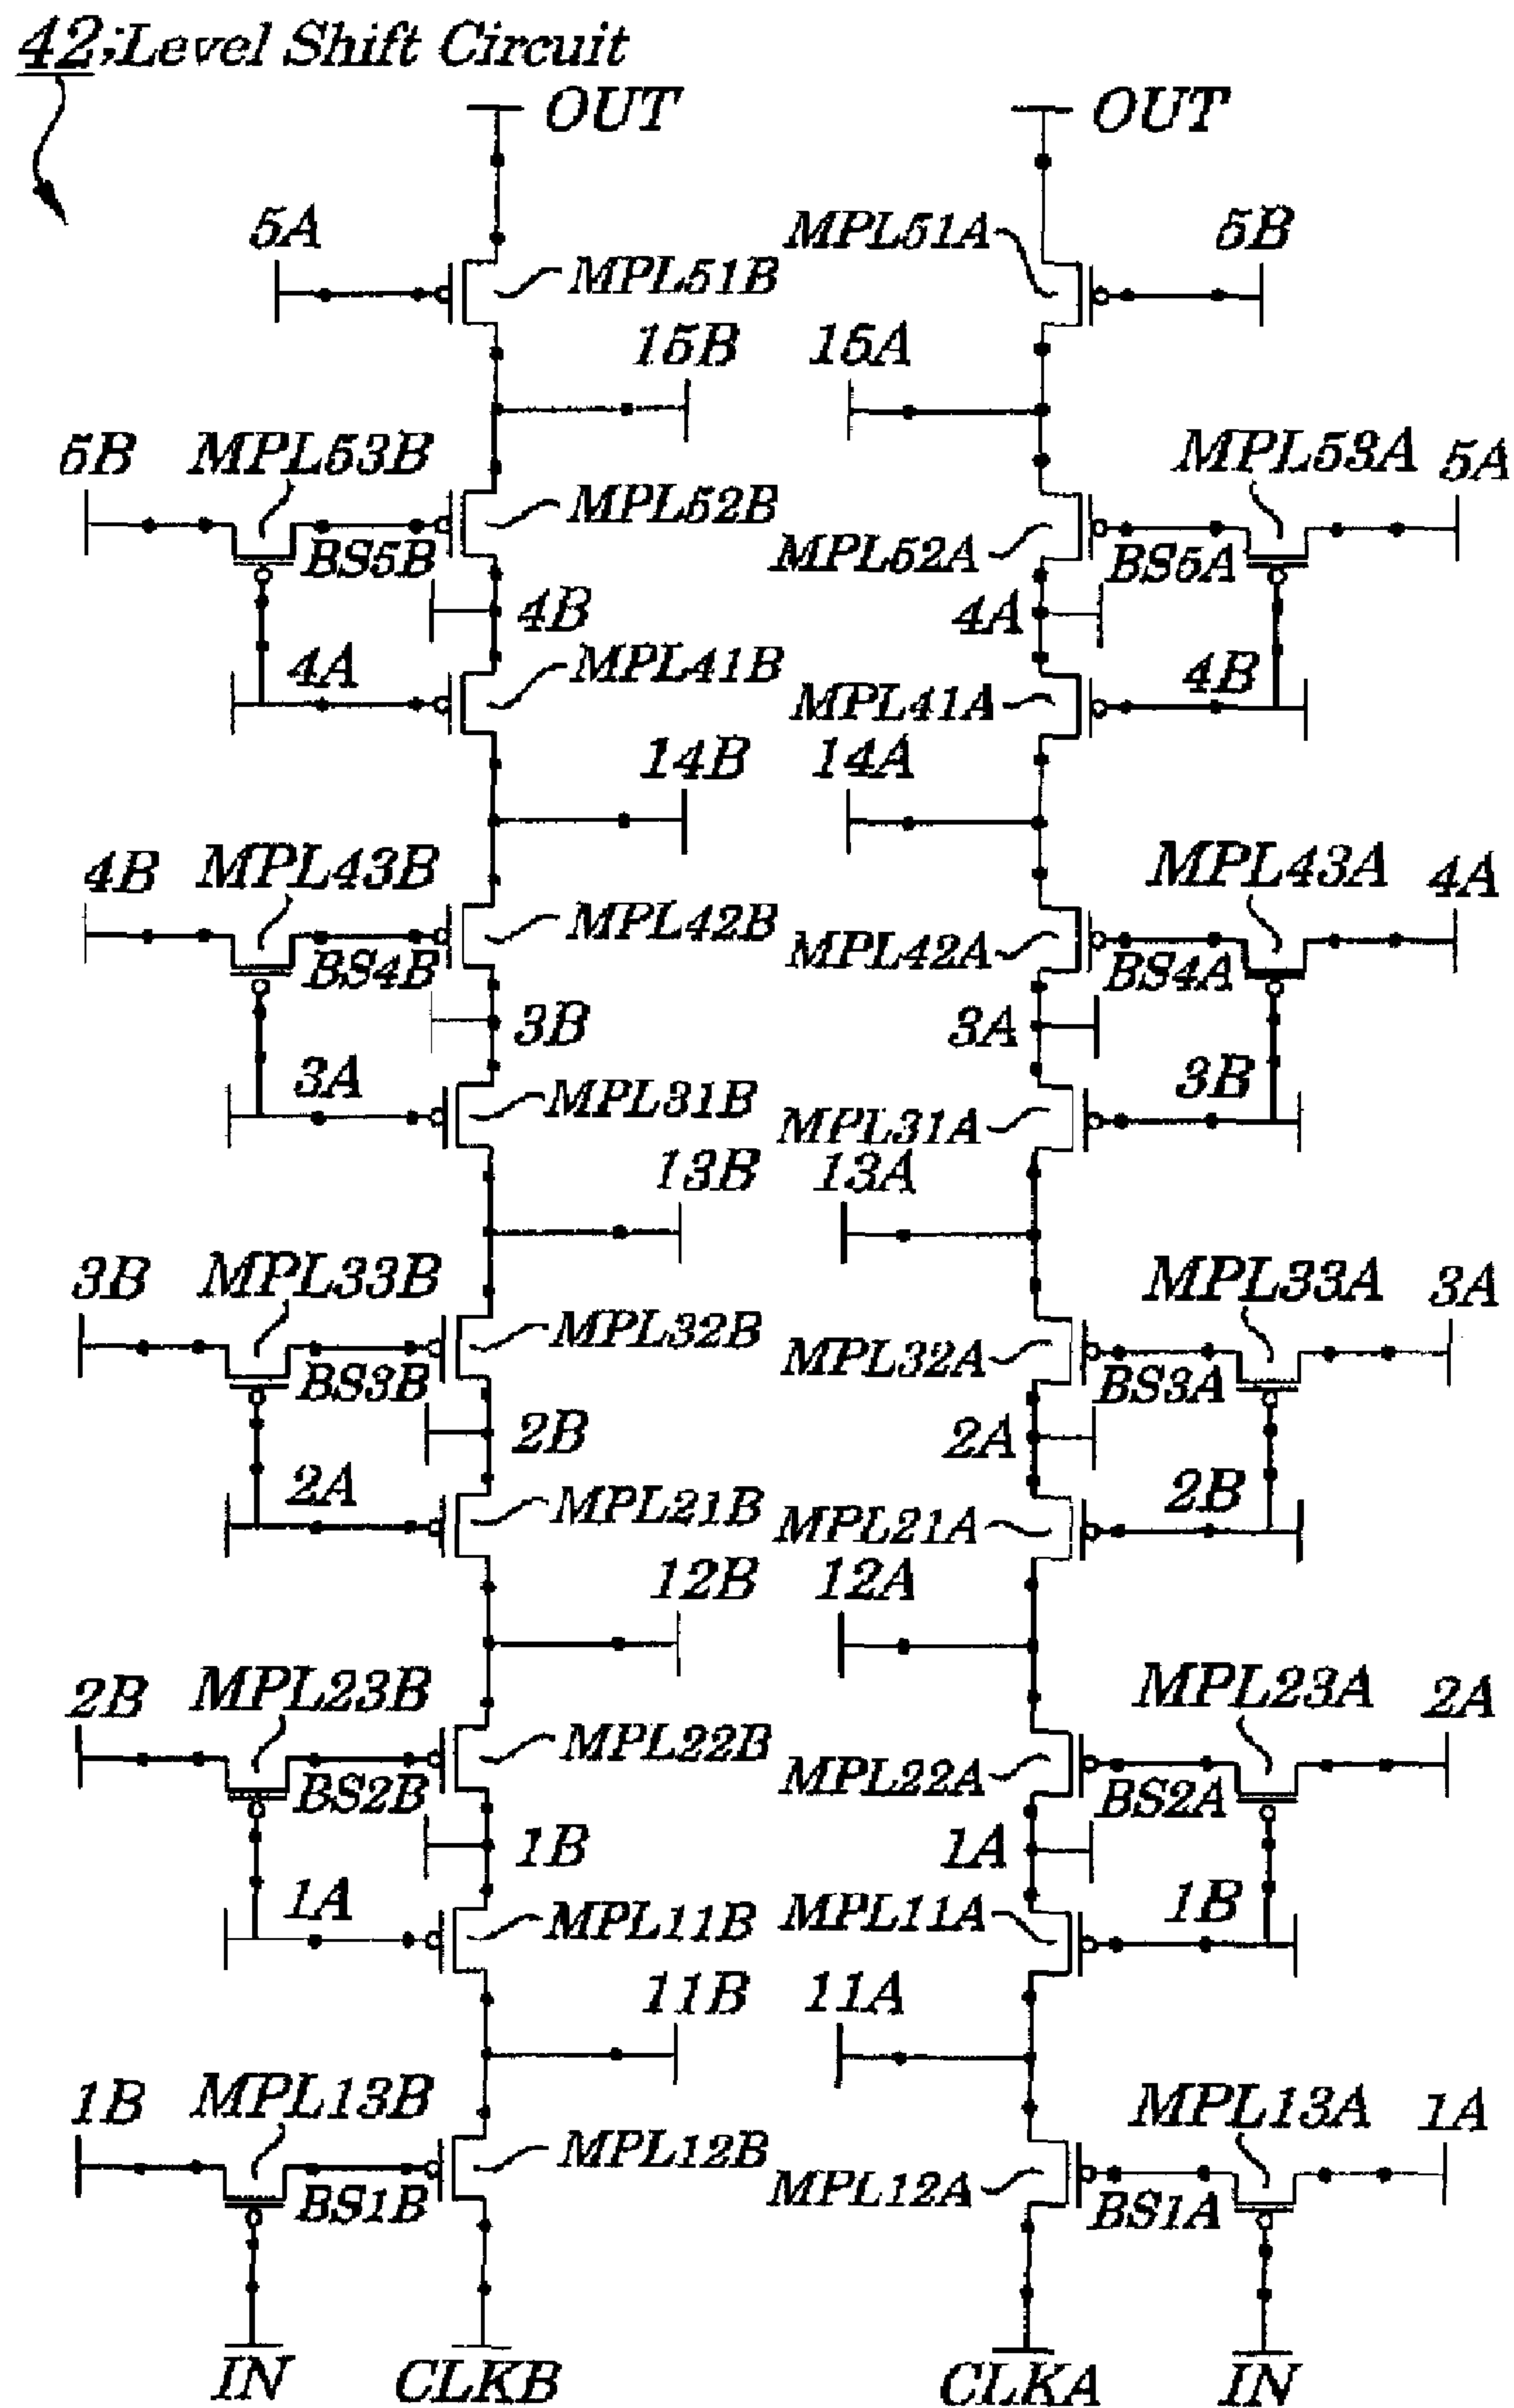 42;Level Shift Circuit
OUT OUT
5A MPL51B MPL51A 5B
15B 15A
5B MPL53B MPL52B MPL53A 5A
BS5B MPL52A BS5A
4B 4A
4A MPL41B MPL41A 4B
14B 14A
4B MPL43B MPL42B MPL43A 4A
BS4B MPL42A BS4A
3B 3A
3A MPL31B MPL31A 3B
13B 13A
3B MPL33B MPL32B MPL33A 3A
BS3B MPL32A BS3A
2B 2A
2A MPL21B MPL21A 2B
12B 12A
2B MPL23B MPL22B MPL23A 2A
BS2B MPL22A BS2A
1B 1A
1A MPL11B MPL11A 1B
11B 11A
1B MPL13B MPL12B MPL13A 1A
BS1B MPL12A BS1A
IN CLKB CLKA IN